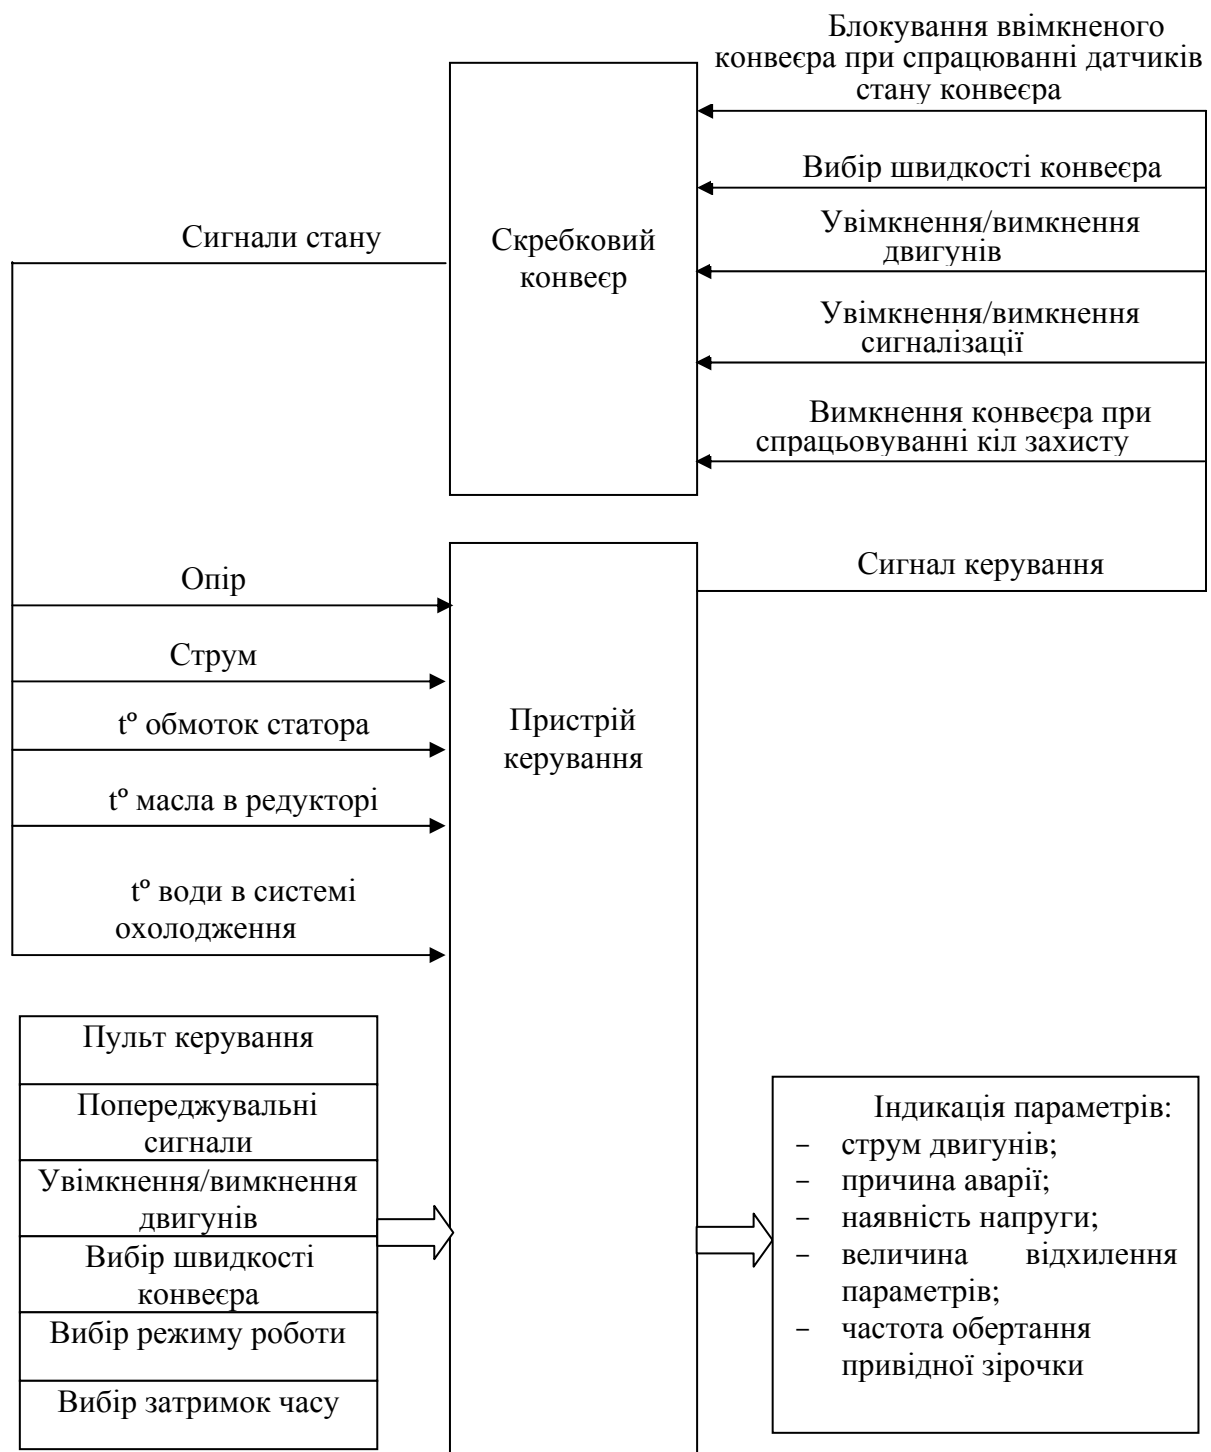 Блокування ввімкненого
конвеєра при спрацюванні датчиків
стану конвеєра
Вибір швидкості конвеєра
Увімкнення/вимкнення
двигунів
Увімкнення/вимкнення
сигналізації
Вимкнення конвеєра при
спрацьовуванні кіл захисту
Скребковий
конвеєр
Сигнали стану
Сигнал керування
Опір
Струм
tº обмоток статора
tº масла в редукторі
tº води в системі
охолодження
Пристрій
керування
Пульт керування
Попереджувальні
сигнали
Увімкнення/вимкнення
двигунів
Вибір швидкості
конвеєра
Вибір режиму роботи
Вибір затримок часу
Індикація параметрів:
− струм двигунів;
− причина аварії;
− наявність напруги;
− величина відхилення
параметрів;
− частота обертання
привідної зірочки